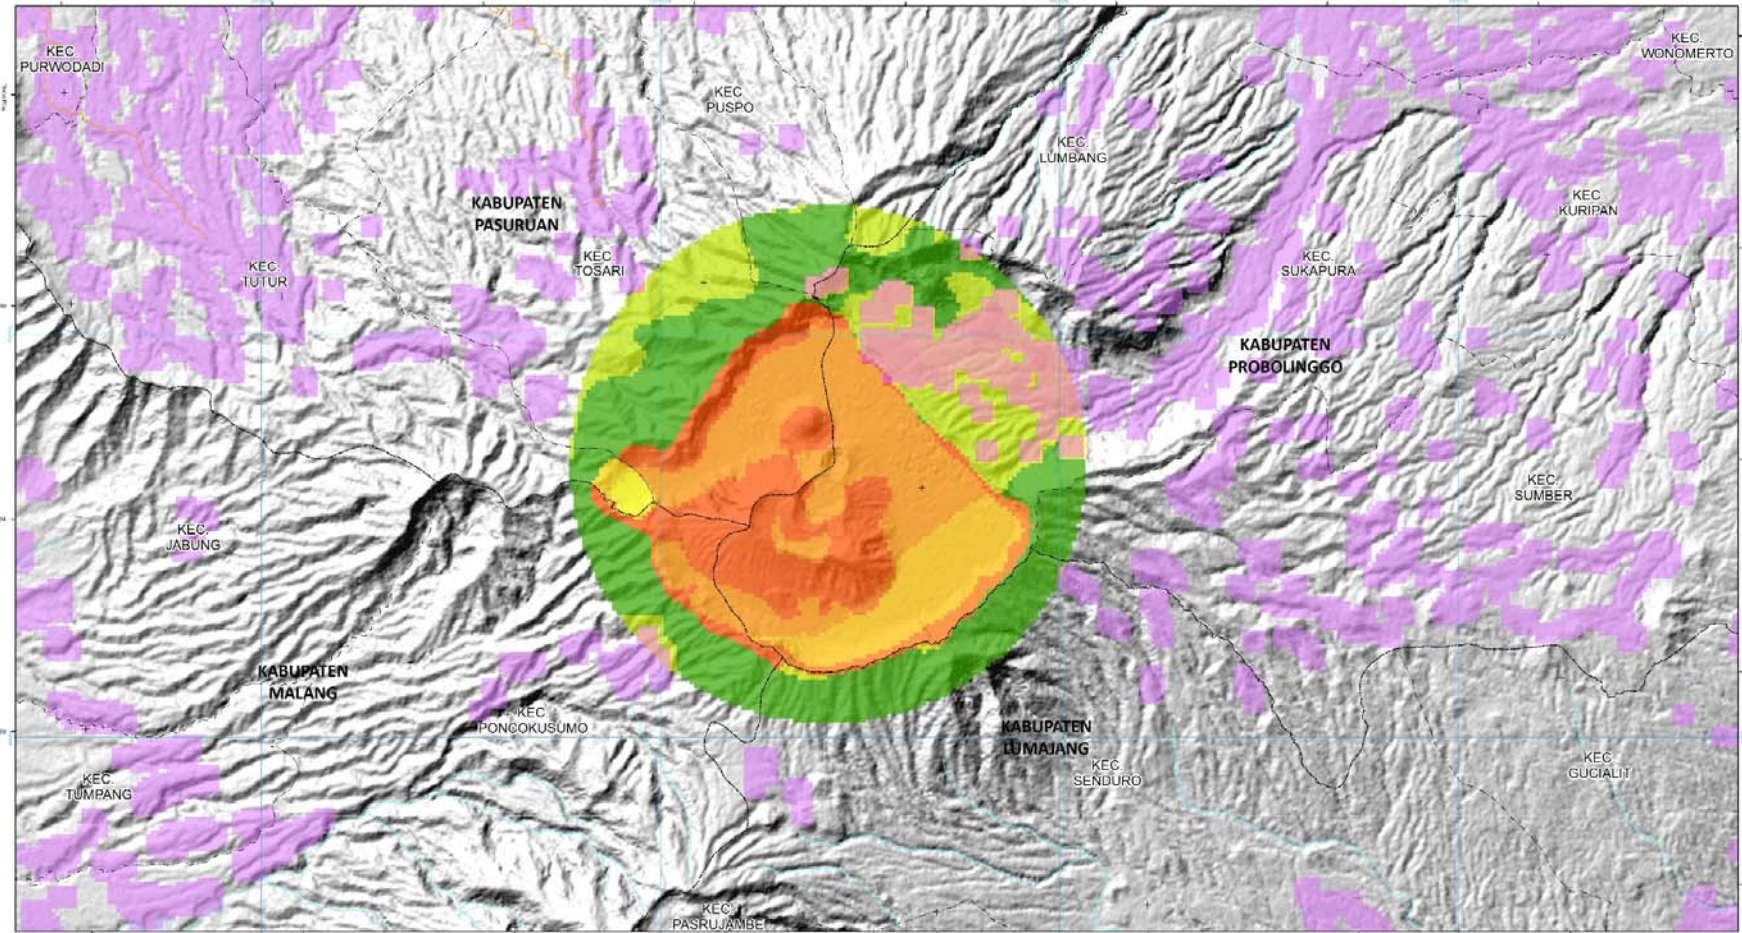 KEC.
WONOMERTO
KEC.
PURWODADI
KEC
PUSPO
KEC.
LUMBANG
KABUPATEN
PASURUAN
KEC
KURIPAN
KEC.
TOSARI
KEC.
TUTUR
KEC.
SUKAPURA
KABUPATEN
PROBOLINGGO
KEC.
SUMBER
KEC.
JABUNG
KABUPATEN
MALANG
KEC
PONCOKUSUMO
KABUPATEN
LUMAJANG
KEC.
SENDURO
KEC
GUCIALIT
KEC.
TUMPANG
KEC.
PASRUJAMBE